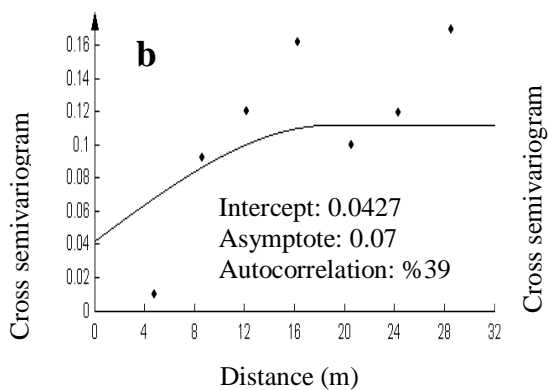 b
Cross semivariogram
0.16
0.14
0.12
0.1
0.08
0.06
0.04
0.02
0
0 4 8 12 16 20 24 28 32
Intercept: 0.0427
Asymptote: 0.07
Autocorrelation: %39
Distance (m)
Cross semivariogram